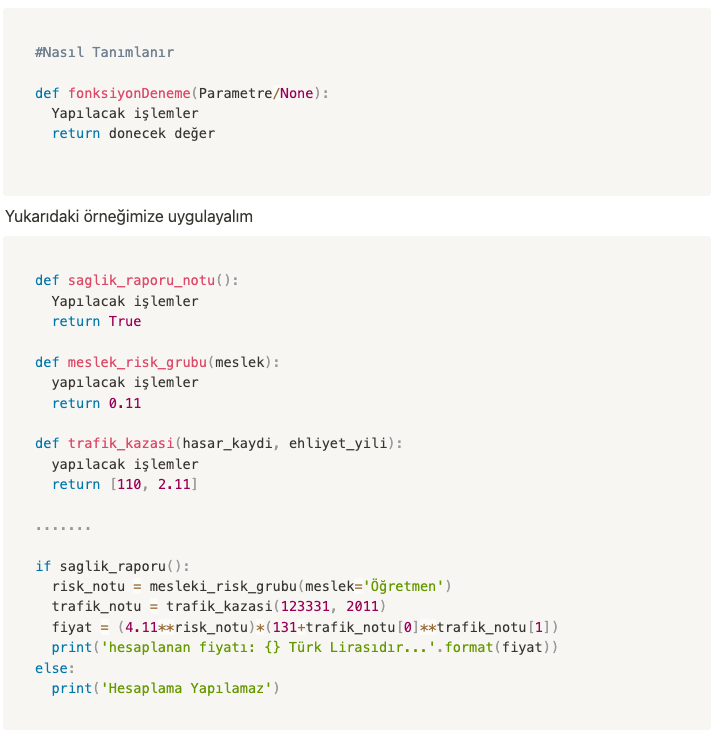 #Nasıl Tanımlanır
def fonksiyonDeneme(Parametre/None):
Yapılacak işlemler
return donecek değer
Yukarıdaki örneğimize uygulayalım
def saglik_raporu_notu():
Yapılacak işlemler
return True
def meslek_risk_grubu(meslek):
yapılacak işlemler
return 0.11
def trafik_kazasi(hasar_kaydi, ehliyet_yili):
yapılacak işlemler
return [110, 2.11]
.......
if saglik_raporu():
risk_notu = mesleki_risk_grubu(meslek='Öğretmen')
trafik_notu = trafik_kazasi(123331, 2011)
fiyat = (4.11**risk_notu)*(131+trafik_notu[0]**trafik_notu[1])
print('hesaplanan fiyatı: {} Türk Lirasıdır...'.format(fiyat))
else:
print('Hesaplama Yapılamaz')